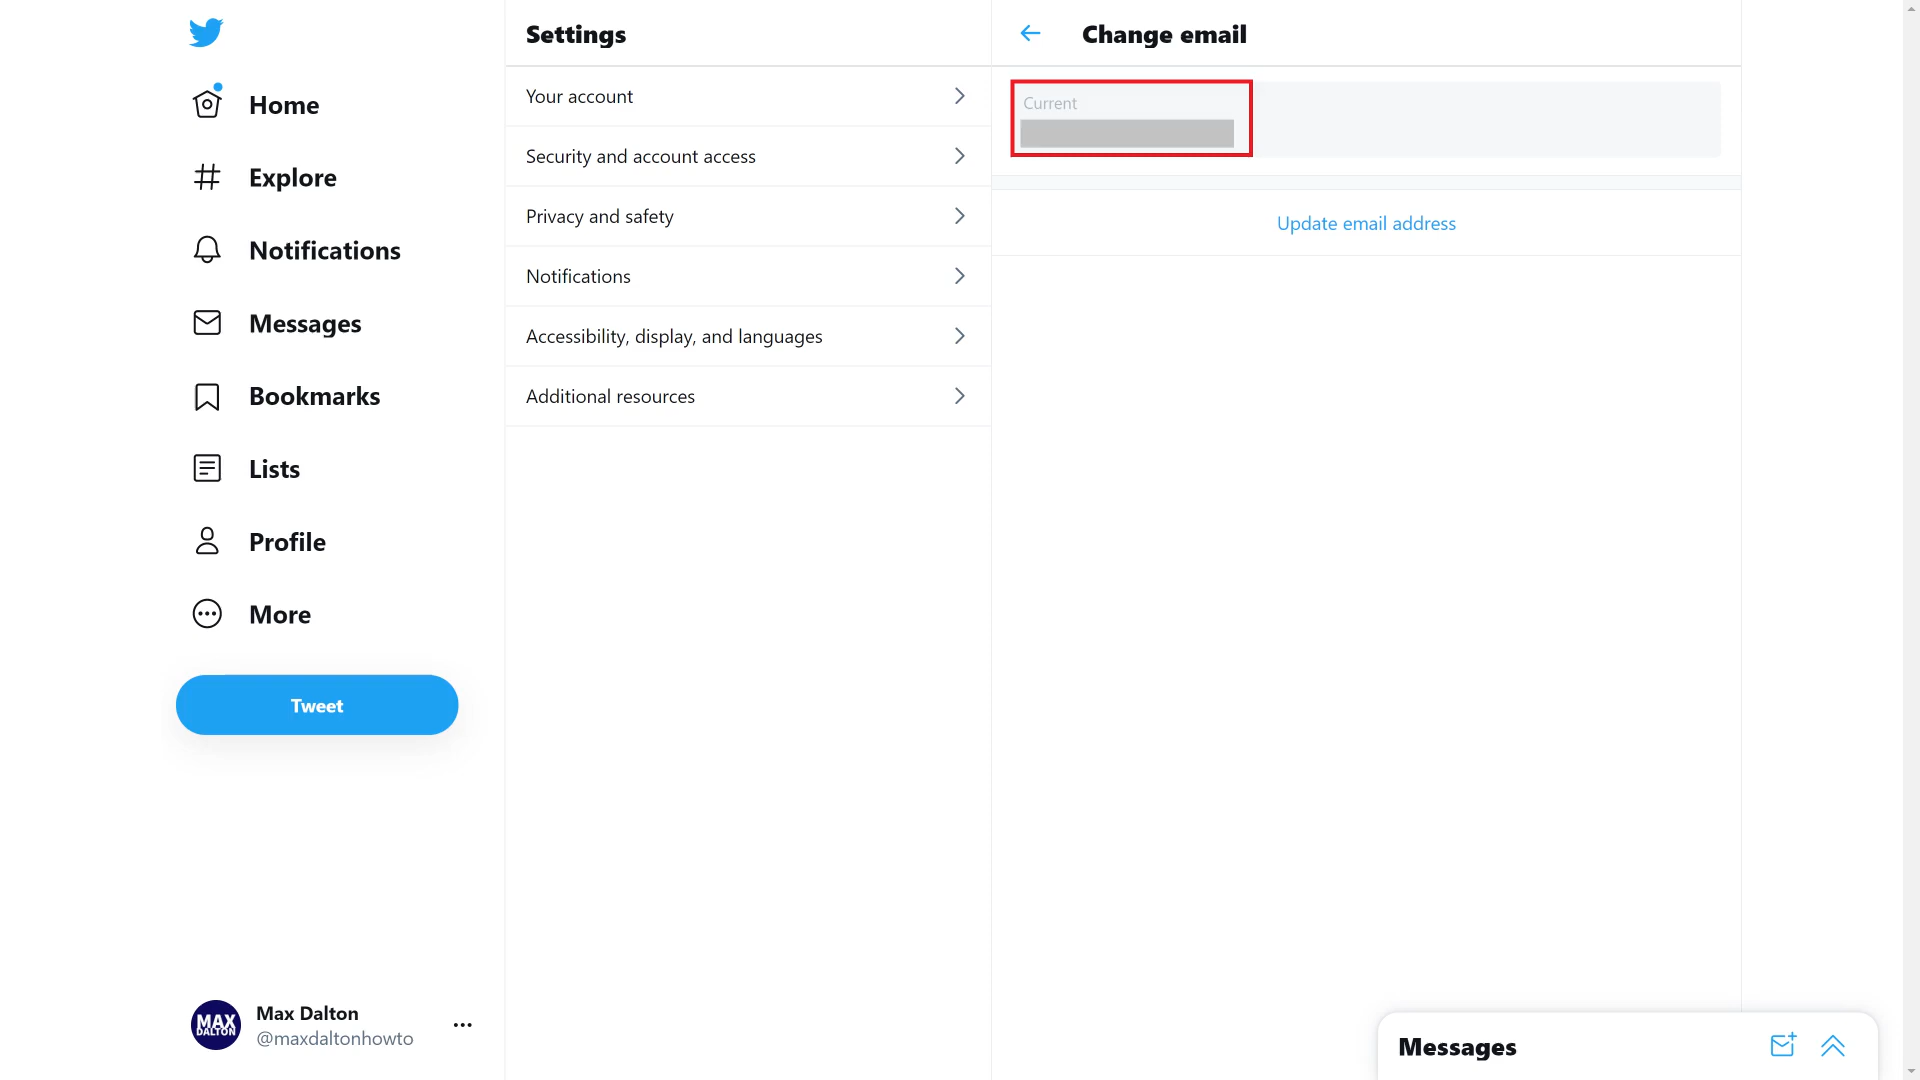 Home
Explore
Notifications
Messages
Bookmarks
Lists
Profile
More
Tweet
MAX
DALTON
Max Dalton
@maxdaltonhowto
Settings
Your account
Security and account access
Privacy and safety
Notifications
Accessibility, display, and languages
Additional resources
Change email
Current
Update email address
Messages